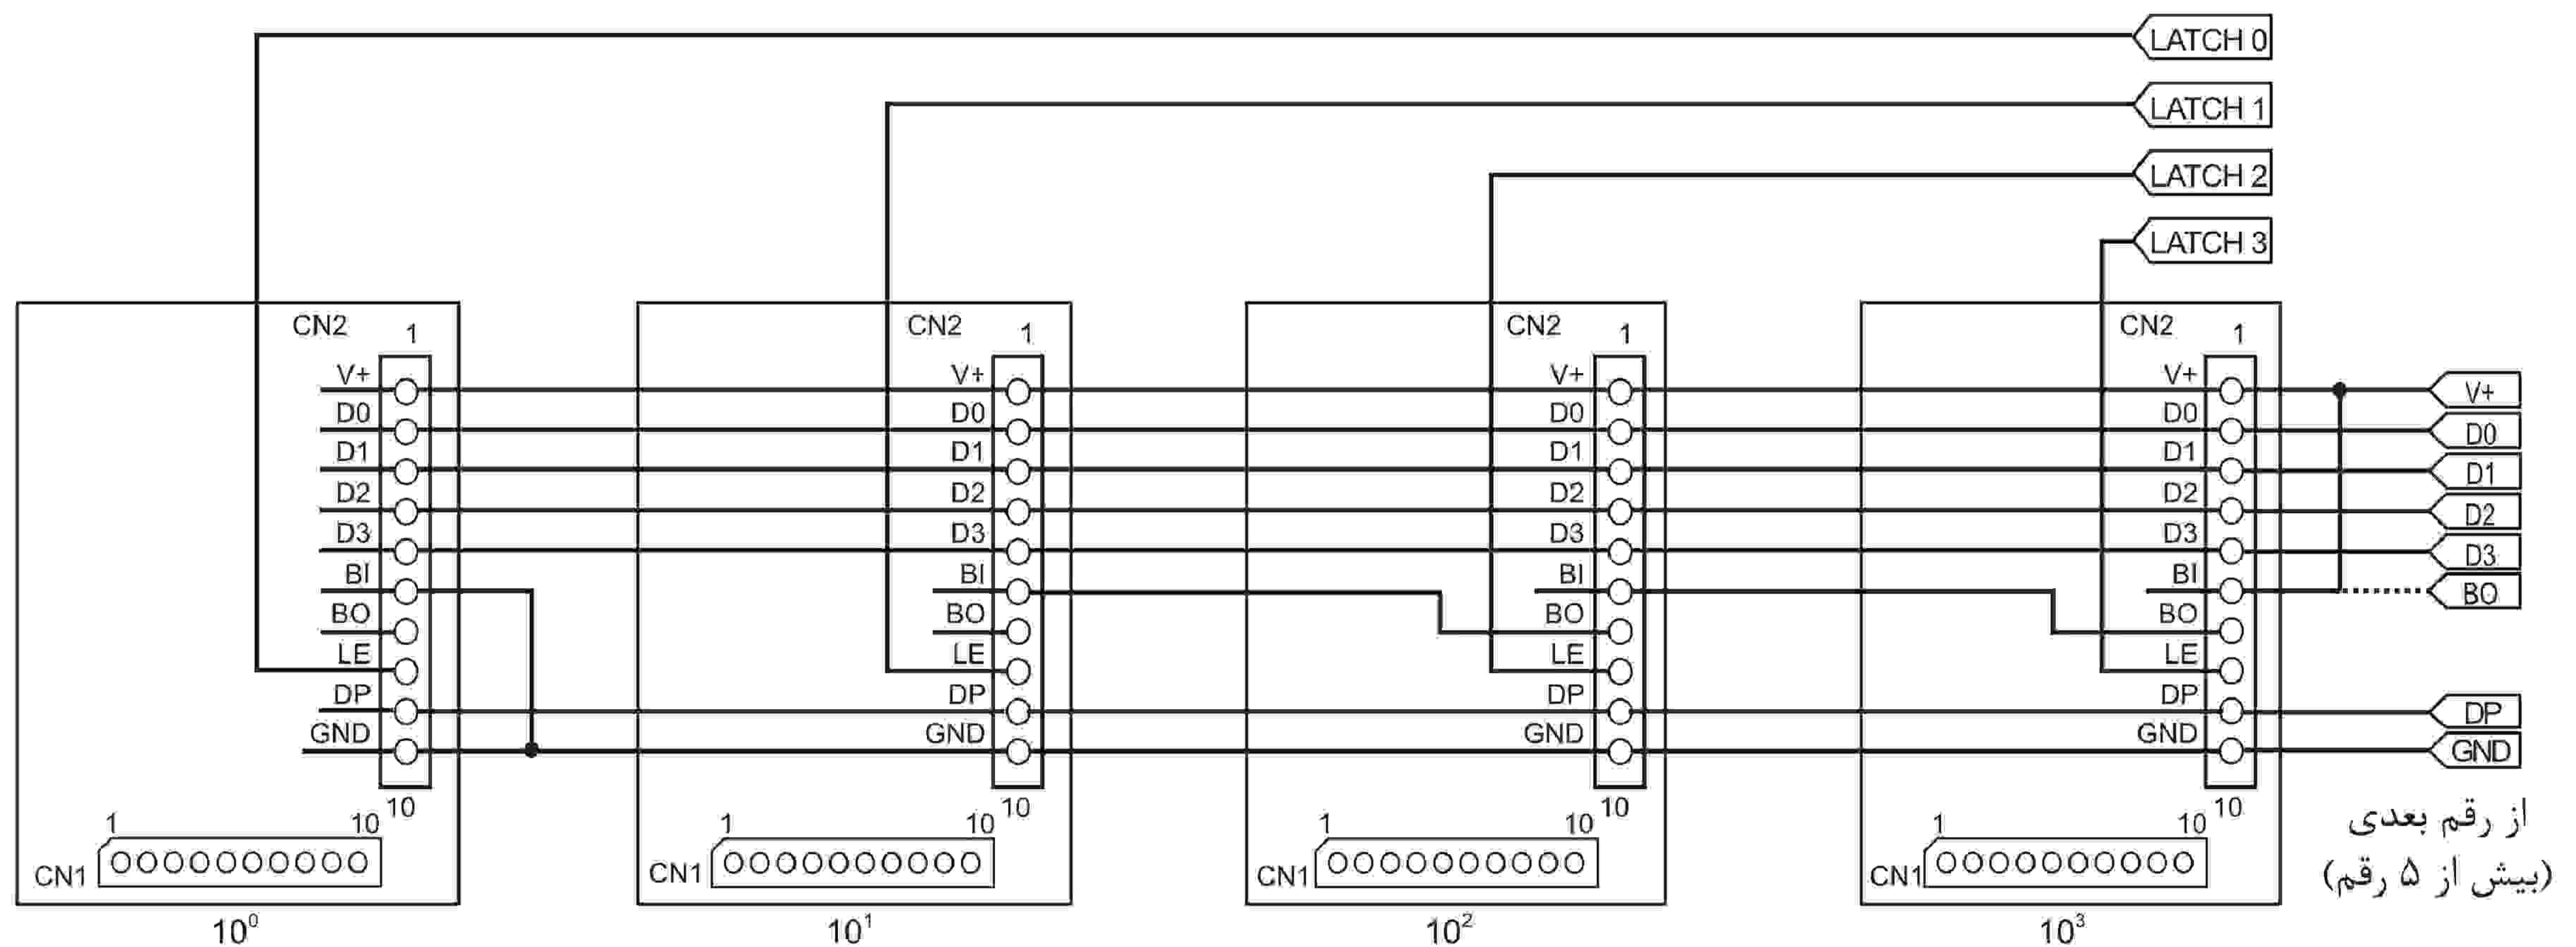 LATCH 0
LATCH 1
LATCH 2
LATCH 3
CN2 1
V+
D0
D1
D2
D3
BI
BO
LE
DP
GND
10
1 10
CN1
10⁰
CN2 1
V+
D0
D1
D2
D3
BI
BO
LE
DP
GND
10
1 10
CN1
10¹
CN2 1
V+
D0
D1
D2
D3
BI
BO
LE
DP
GND
10
1 10
CN1
10²
CN2 1
V+
D0
D1
D2
D3
BI
BO
LE
DP
GND
10
1 10
CN1
10³
V+
D0
D1
D2
D3
BO
DP
GND
از رقم بعدی
(بیش از ۵ رقم)